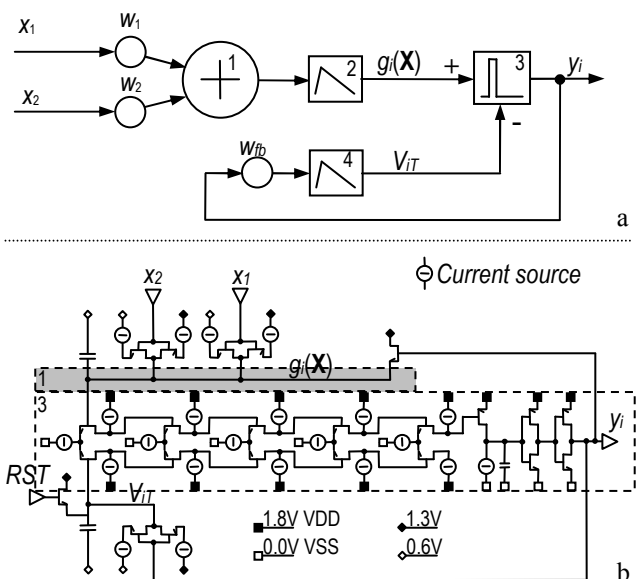 x1
w1
1
2
gi(X)
+
3
yi
x2
w2
-
wfb
4
ViT
a
x2
x1
Current source
gi(X)
1
3
yi
RST
ViT
1.8V VDD
1.3V
0.0V VSS
0.6V
b